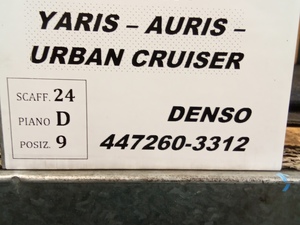 YARIS – AURIS –
URBAN CRUISER
SCAFF. 24
PIANO D
POSIZ. 9
DENSO
447260-3312